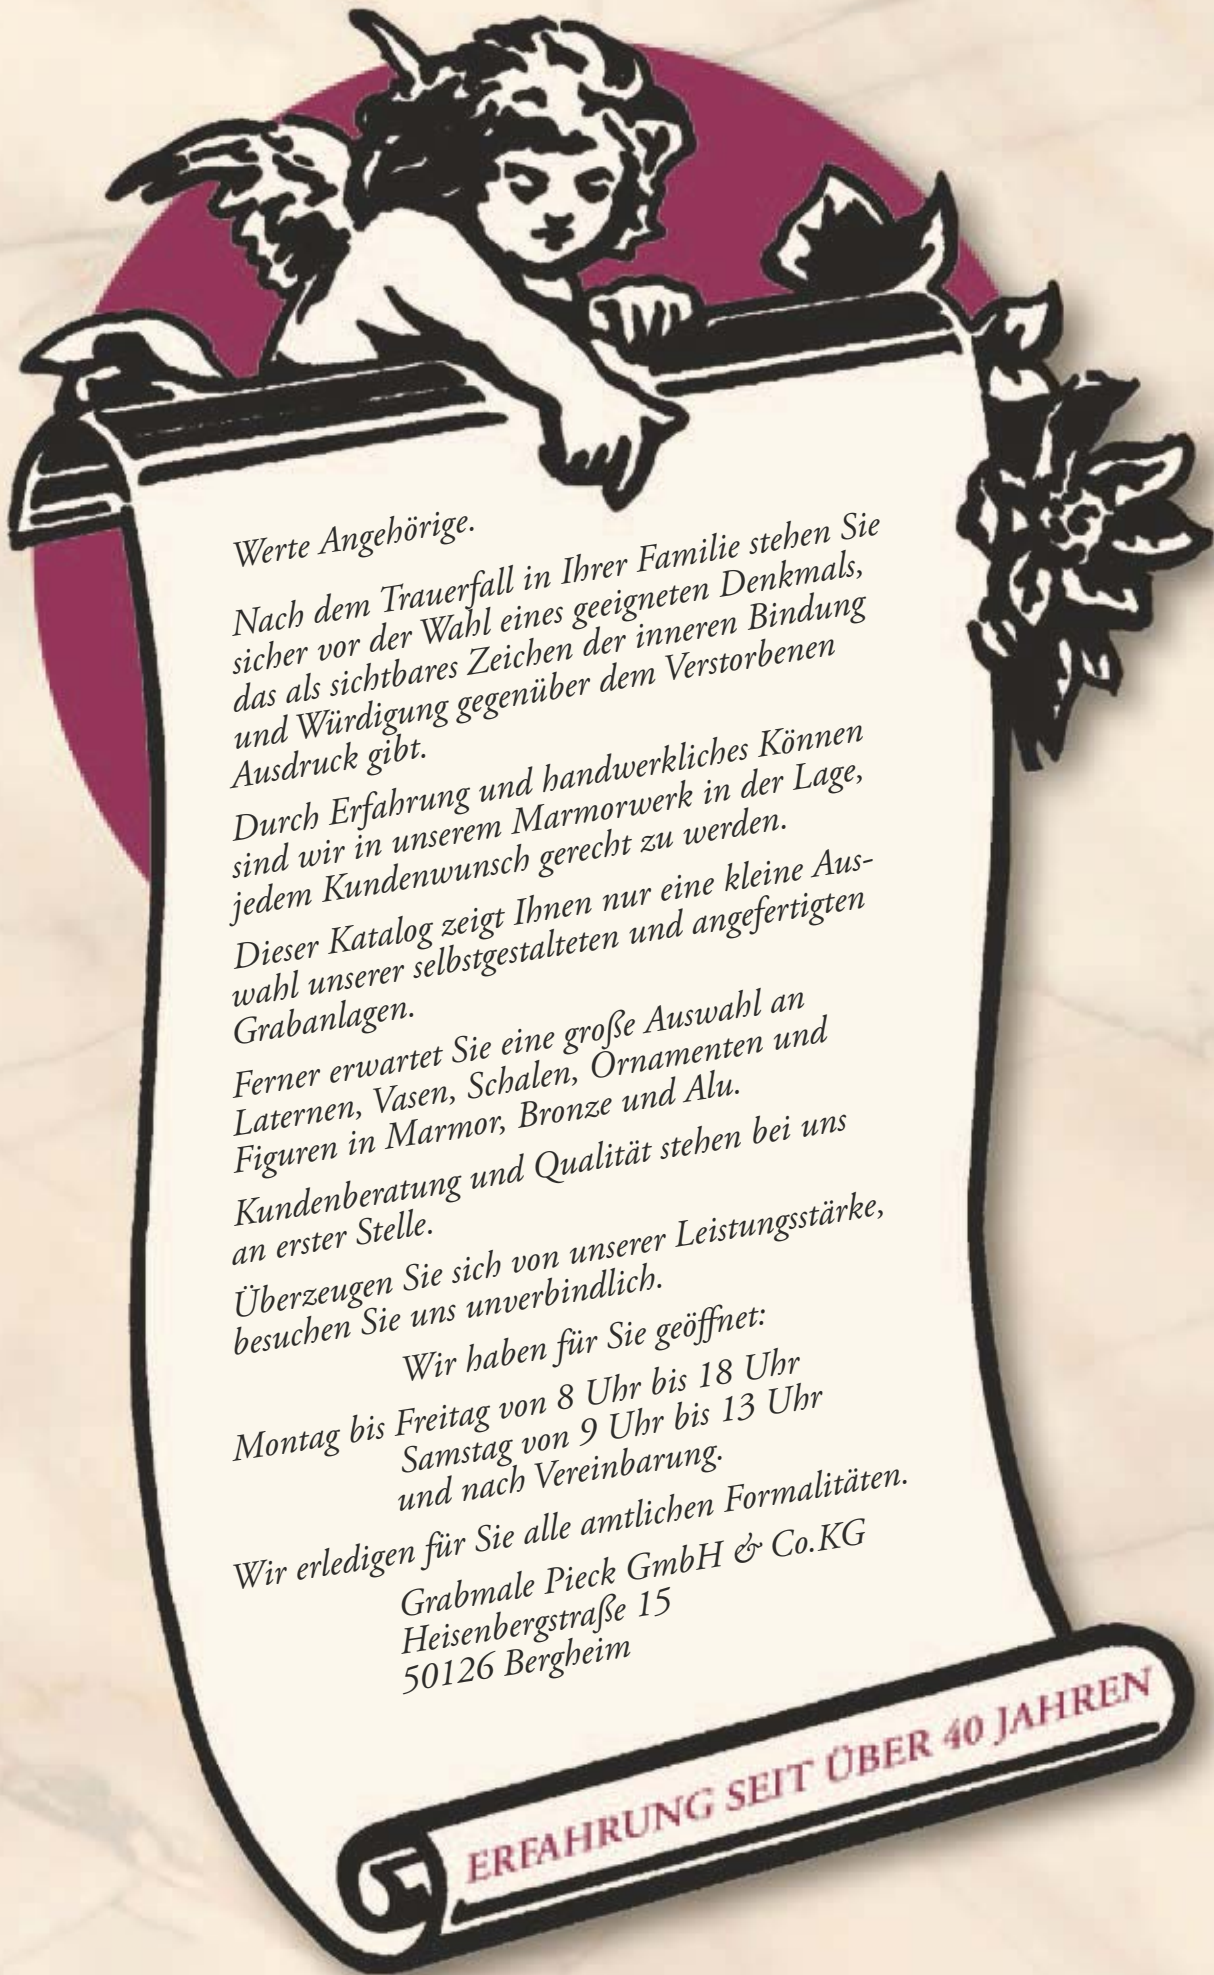 Werte Angehörige.
Nach dem Trauerfall in Ihrer Familie stehen Sie
sicher vor der Wahl eines geeigneten Denkmals,
das als sichtbares Zeichen der inneren Bindung
und Würdigung gegenüber dem Verstorbenen
Ausdruck gibt.
Durch Erfahrung und handwerkliches Können
sind wir in unserem Marmorwerk in der Lage,
jedem Kundenwunsch gerecht zu werden.
Dieser Katalog zeigt Ihnen nur eine kleine Aus-
wahl unserer selbstgestalteten und angefertigten
Grabanlagen.
Ferner erwartet Sie eine große Auswahl an
Laternen, Vasen, Schalen, Ornamenten und
Figuren in Marmor, Bronze und Alu.
Kundenberatung und Qualität stehen bei uns
an erster Stelle.
Überzeugen Sie sich von unserer Leistungsstärke,
besuchen Sie uns unverbindlich.
Wir haben für Sie geöffnet:
Montag bis Freitag von 8 Uhr bis 18 Uhr
Samstag von 9 Uhr bis 13 Uhr
und nach Vereinbarung.
Wir erledigen für Sie alle amtlichen Formalitäten.
Grabmale Pieck GmbH & Co.KG
Heisenbergstraße 15
50126 Bergheim
ERFAHRUNG SEIT ÜBER 40 JAHREN